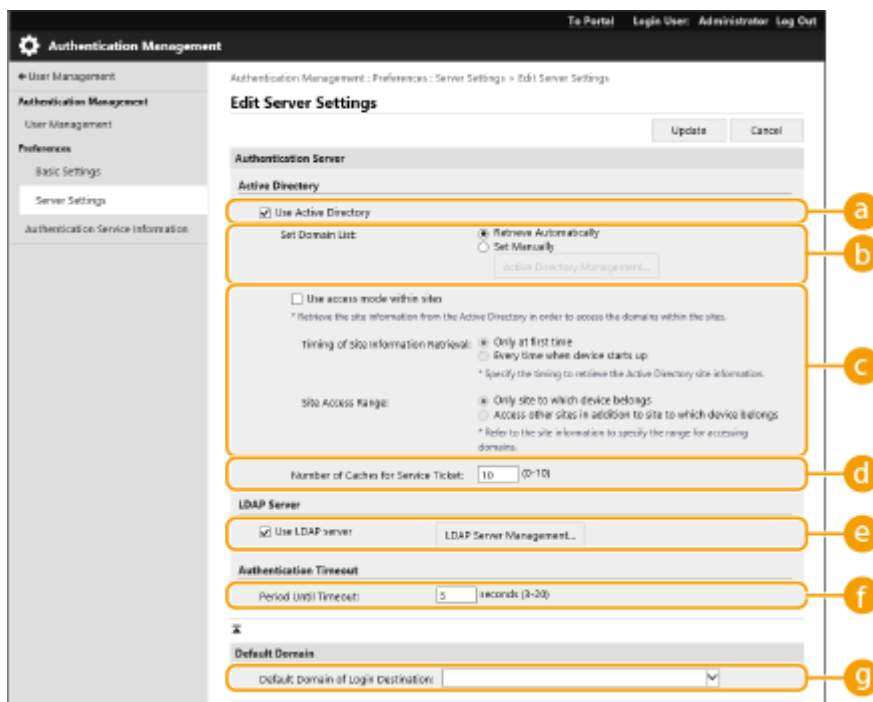 To Portal Login User: Administrator Log Out
Authentication Management
User Management
Authentication Management
User Management
Preferences
Basic Settings
Server Settings
Authentication Service Information
Authentication Management : Preferences : Server Settings > Edit Server Settings
Edit Server Settings
Update Cancel
Authentication Server
Active Directory
Use Active Directory
a
Set Domain List: Retrieve Automatically
Set Manually
Active Directory Management...
b
Use access mode within sites
* Retrieve the site information from the Active Directory in order to access the domains within the sites.
Timing of Site Information Retrieval: Only at first time
Every time when device starts up
* Specify the timing to retrieve the Active Directory site information.
c
Site Access Range: Only site to which device belongs
Access other sites in addition to site to which device belongs
* Refer to the site information to specify the range for accessing
domains.
Number of Caches for Service Ticket: 10 (0-10)
d
LDAP Server
Use LDAP server LDAP Server Management...
e
Authentication Timeout
Period Until Timeout: 5 seconds (3-20)
f
Default Domain
Default Domain of Login Destination:
g